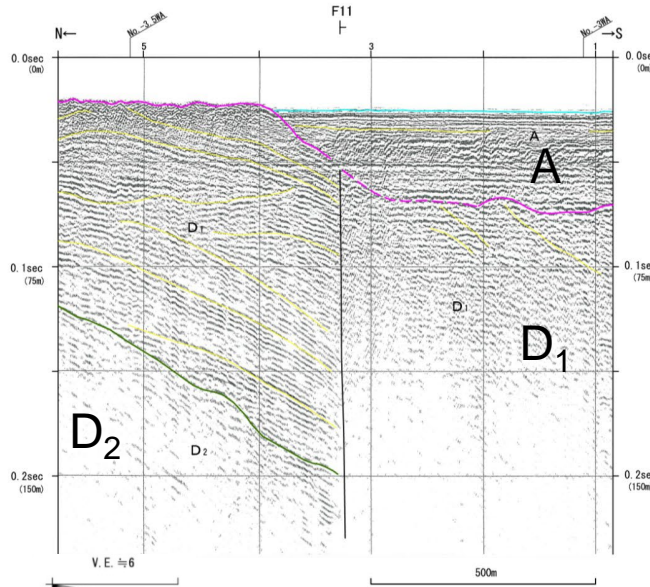 F11
N← No.-3.5WA No.-3WA →S
5 3 1
0.0sec (0m) 0.0sec (0m)
A
A
D₁
0.1sec (75m) 0.1sec (75m)
D₁
D₁
D₂
D₂
0.2sec (150m) 0.2sec (150m)
V.E.≒6
500m